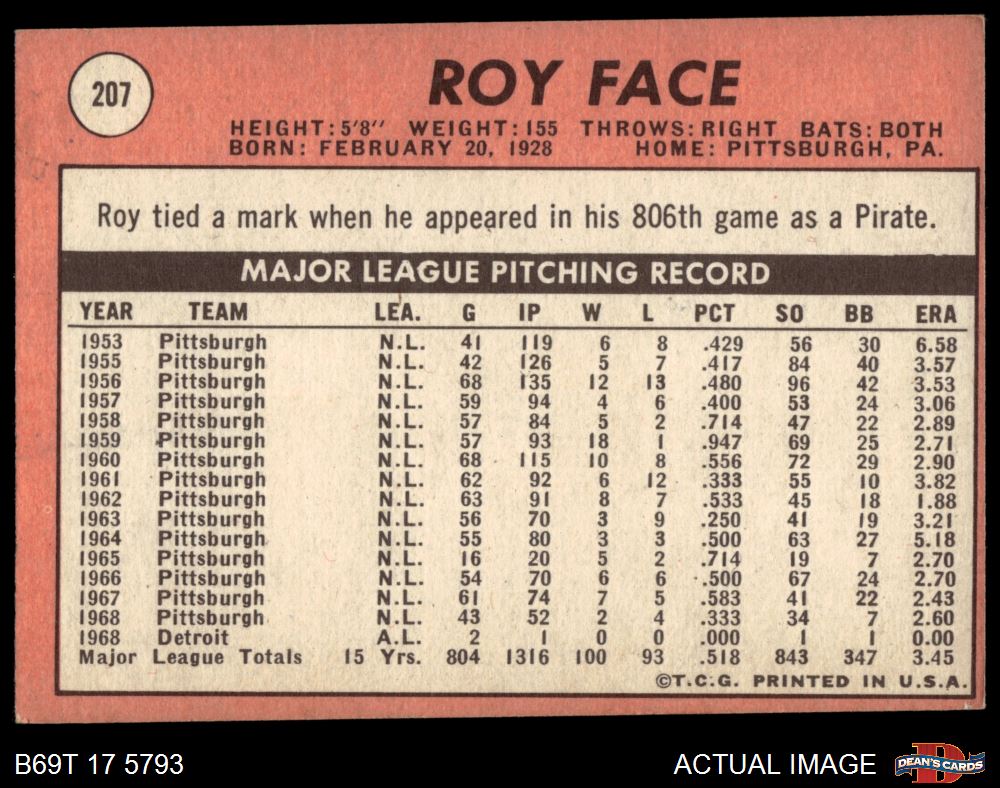 207
ROY FACE
HEIGHT:5'8" WEIGHT:155 THROWS:RIGHT BATS:BOTH
BORN: FEBRUARY 20, 1928 HOME: PITTSBURGH, PA.
Roy tied a mark when he appeared in his 806th game as a Pirate.
MAJOR LEAGUE PITCHING RECORD
YEAR TEAM LEA. G IP W L PCT SO BB ERA
1953 Pittsburgh N.L. 41 119 6 8 .429 56 30 6.58
1955 Pittsburgh N.L. 42 126 5 7 .417 84 40 3.57
1956 Pittsburgh N.L. 68 135 12 13 .480 96 42 3.53
1957 Pittsburgh N.L. 59 94 4 6 .400 53 24 3.06
1958 Pittsburgh N.L. 57 84 5 2 .714 47 22 2.89
1959 Pittsburgh N.L. 57 93 18 1 .947 69 25 2.71
1960 Pittsburgh N.L. 68 115 10 8 .556 72 29 2.90
1961 Pittsburgh N.L. 62 92 6 12 .333 55 10 3.82
1962 Pittsburgh N.L. 63 91 8 7 .533 45 18 1.88
1963 Pittsburgh N.L. 56 70 3 9 .250 41 19 3.21
1964 Pittsburgh N.L. 55 80 3 3 .500 63 27 5.18
1965 Pittsburgh N.L. 16 20 5 2 .714 19 7 2.70
1966 Pittsburgh N.L. 54 70 6 6 .500 67 24 2.70
1967 Pittsburgh N.L. 61 74 7 5 .583 41 22 2.43
1968 Pittsburgh N.L. 43 52 2 4 .333 34 7 2.60
1968 Detroit A.L. 2 1 0 0 .000 1 1 0.00
Major League Totals 15 Yrs. 804 1316 100 93 .518 843 347 3.45
©T.C.G. PRINTED IN U.S.A.
B69T 17 5793 ACTUAL IMAGE
D
DEAN'S CARDS